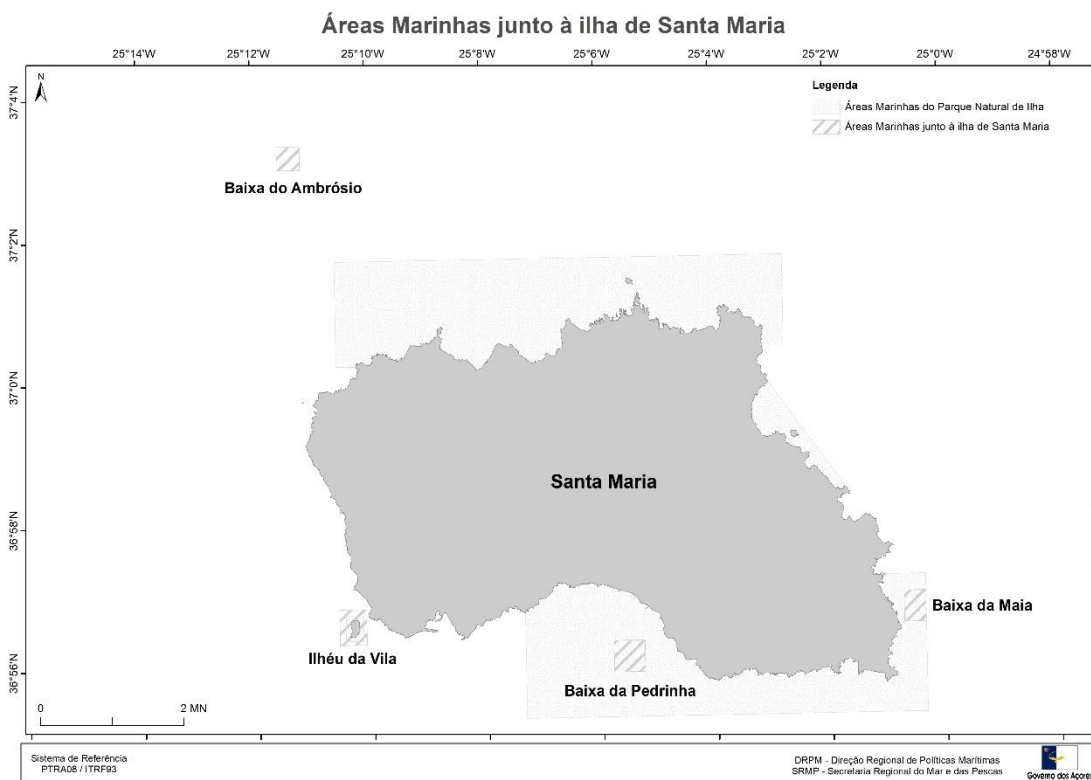 Áreas Marinhas junto à ilha de Santa Maria
25°14'W 25°12'W 25°10'W 25°8'W 25°6'W 25°4'W 25°2'W 25°0'W 24°58'W
N
Legenda
Áreas Marinhas do Parque Natural de Ilha
Áreas Marinhas junto à ilha de Santa Maria
37°4'N
Baixa do Ambrósio
37°2'N
37°0'N
Santa Maria
36°58'N
Baixa da Maia
Ilhéu da Vila
36°56'N
Baixa da Pedrinha
0 2 MN
Sistema de Referência
PTRA08 / ITRF93
DRPM - Direção Regional de Políticas Marítimas
SRMP - Secretaria Regional do Mar e das Pescas
Governo dos Açores